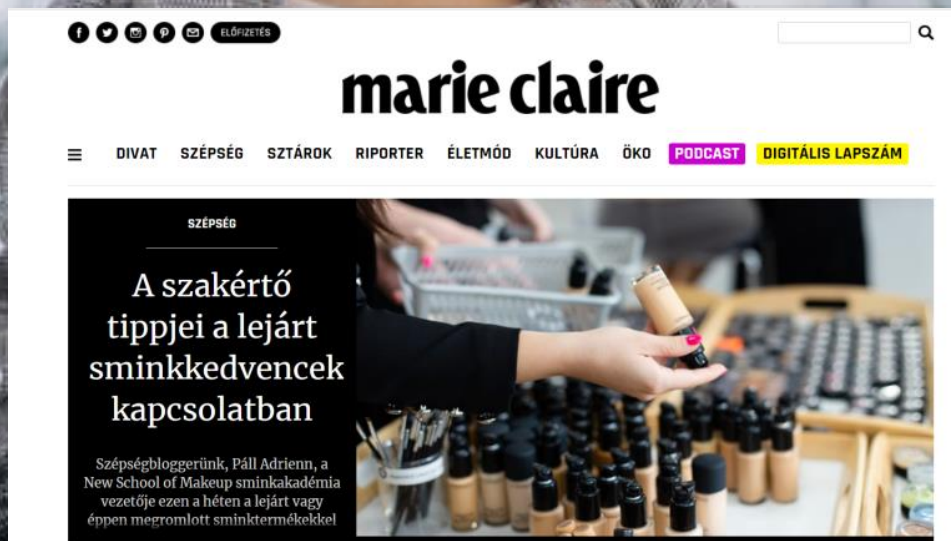 ELŐFIZETÉS
marie claire
DIVAT SZÉPSÉG SZTÁROK RIPORTER ÉLETMÓD KULTÚRA ÖKO PODCAST DIGITÁLIS LAPSZÁM
SZÉPSÉG
A szakértő
tippjei a lejárt
sminkkedvencek
kapcsolatban
Szépségbloggerünk, Páll Adrienn, a
New School of Makeup sminkakadémia
vezetője ezen a héten a lejárt vagy
éppen megromlott sminktermékekkel